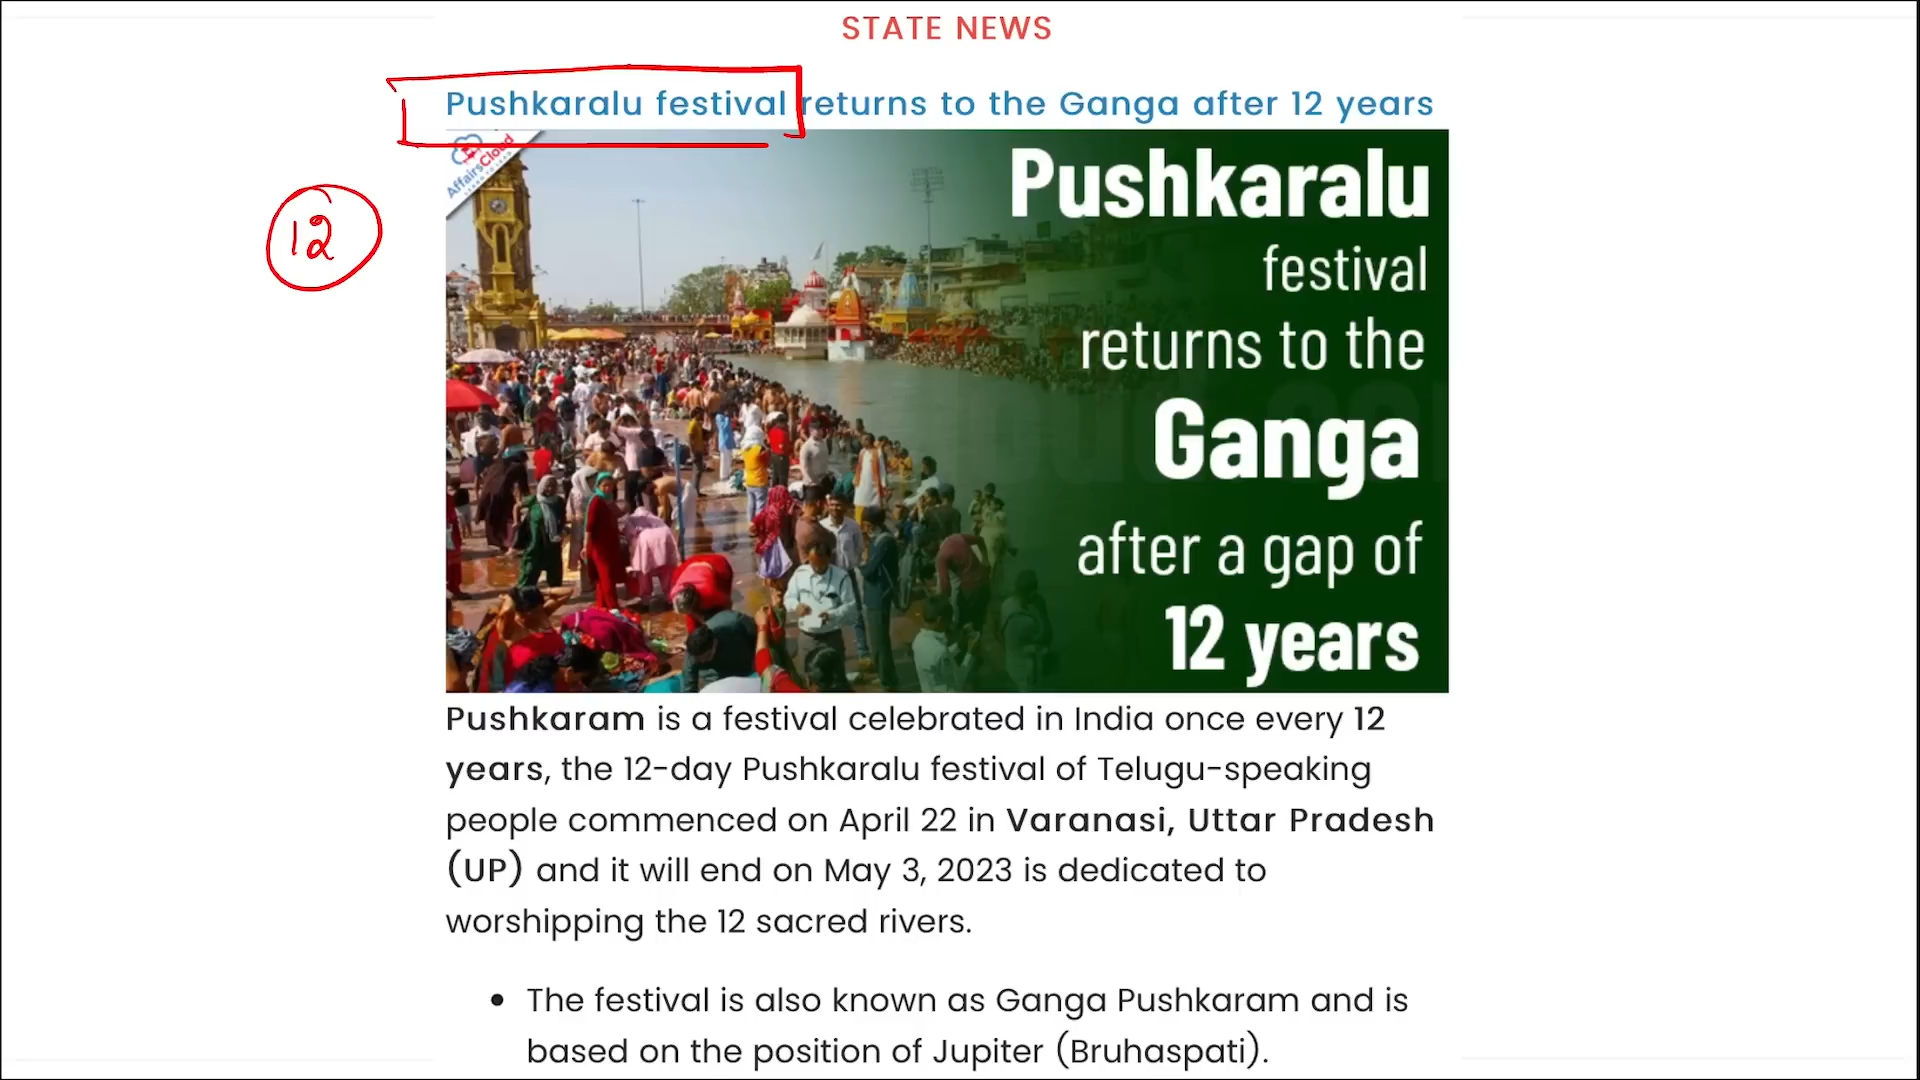 STATE NEWS
Pushkaralu festival returns to the Ganga after 12 years
AffairsCloud
12
Pushkaralu
festival
returns to the
Ganga
after a gap of
12 years
Pushkaram is a festival celebrated in India once every 12
years, the 12-day Pushkaralu festival of Telugu-speaking
people commenced on April 22 in Varanasi, Uttar Pradesh
(UP) and it will end on May 3, 2023 is dedicated to
worshipping the 12 sacred rivers.
• The festival is also known as Ganga Pushkaram and is
based on the position of Jupiter (Bruhaspati).